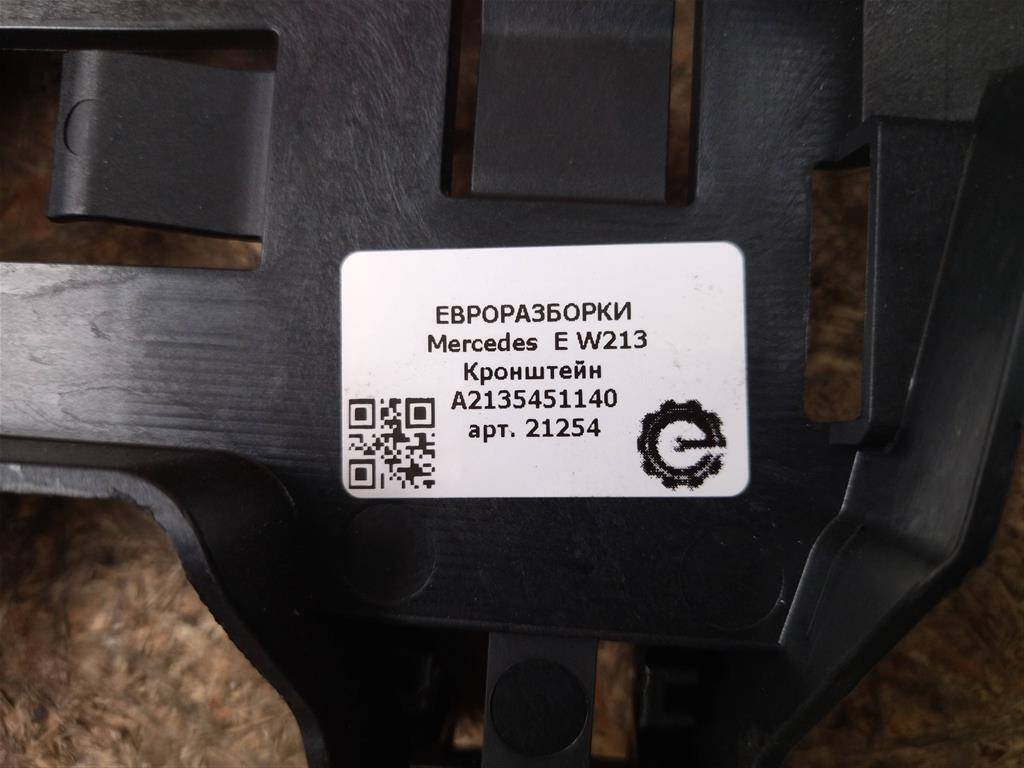 ЕВРОРАЗБОРКИ
Mercedes E W213
Кронштейн
A2135451140
арт. 21254